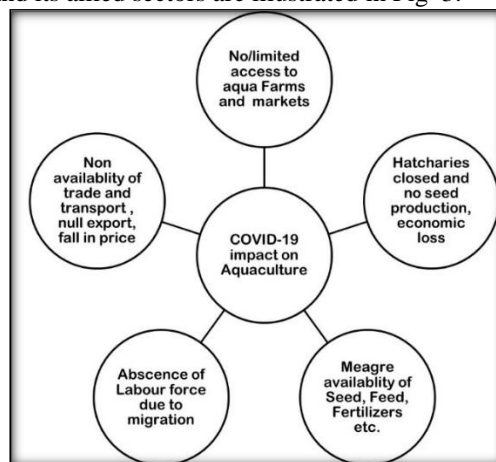 and its allied sectors are illustrated in Fig- 3.
No/limited
access to
aqua Farms
and markets
Non
availablity of
trade and
transport ,
null export,
fall in price
Hatcharies
closed and
no seed
production,
economic
loss
COVID-19
impact on
Aquaculture
Abscence of
Labour force
due to
migration
Meagre
availablity of
Seed, Feed,
Fertilizers
etc.